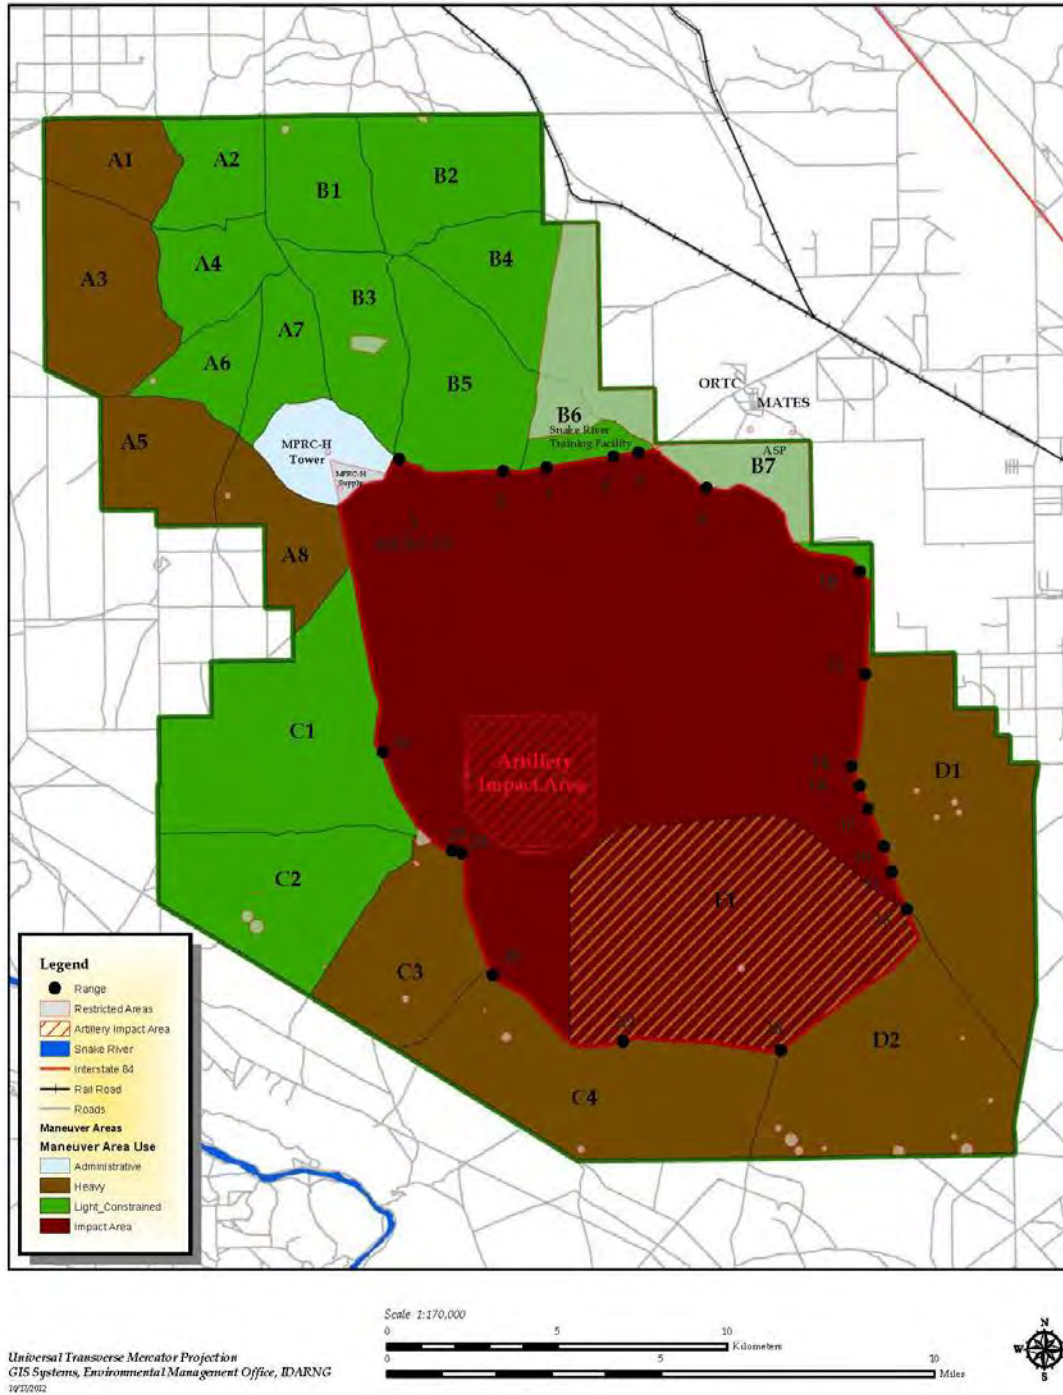 A1
A2
B1
B2
A3
A4
B3
B4
A7
A6
B5
A5
ORTC
MATES
B6
Snake River
Training Facility
ASP
B7
MPRC-H
Tower
MPRC-H
Supply
A8
C1
Artillery
Impact Area
D1
C2
E1
C3
D2
C4
Legend
Range
Restricted Areas
Artillery Impact Area
Snake River
Interstate 84
Rail Road
Roads
Maneuver Areas
Maneuver Area Use
Administrative
Heavy
Light_Constrained
Impact Area
Scale 1:170,000
0 5 10
Kilometers
0 5 10
Miles
N
W E
S
Universal Transverse Mercator Projection
GIS Systems, Environmental Management Office, IDARNG